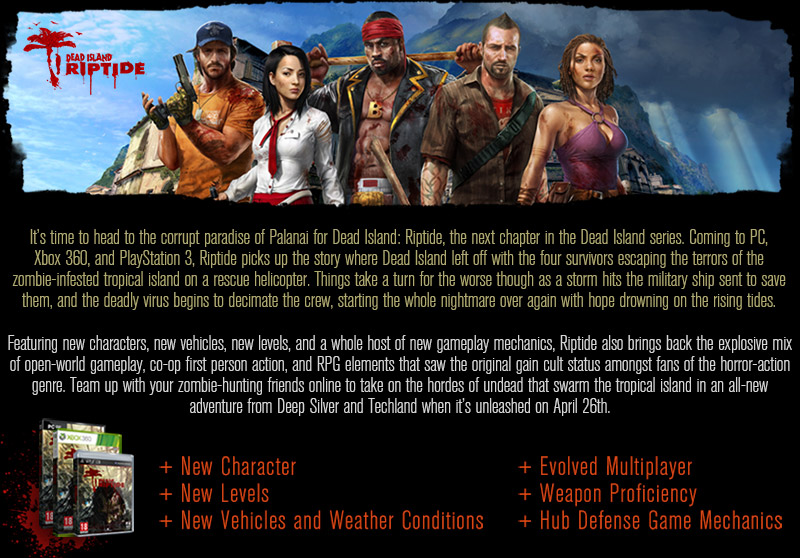 DEAD ISLAND
RIPTIDE
It's time to head to the corrupt paradise of Palanai for Dead Island: Riptide, the next chapter in the Dead Island series. Coming to PC,
Xbox 360, and PlayStation 3, Riptide picks up the story where Dead Island left off with the four survivors escaping the terrors of the
zombie-infested tropical island on a rescue helicopter. Things take a turn for the worse though as a storm hits the military ship sent to save
them, and the deadly virus begins to decimate the crew, starting the whole nightmare over again with hope drowning on the rising tides.
Featuring new characters, new vehicles, new levels, and a whole host of new gameplay mechanics, Riptide also brings back the explosive mix
of open-world gameplay, co-op first person action, and RPG elements that saw the original gain cult status amongst fans of the horror-action
genre. Team up with your zombie-hunting friends online to take on the hordes of undead that swarm the tropical island in an all-new
adventure from Deep Silver and Techland when it's unleashed on April 26th.
PC
XBOX 360
RIPTIDE
18
18
+ New Character
+ New Levels
+ New Vehicles and Weather Conditions
+ Evolved Multiplayer
+ Weapon Proficiency
+ Hub Defense Game Mechanics